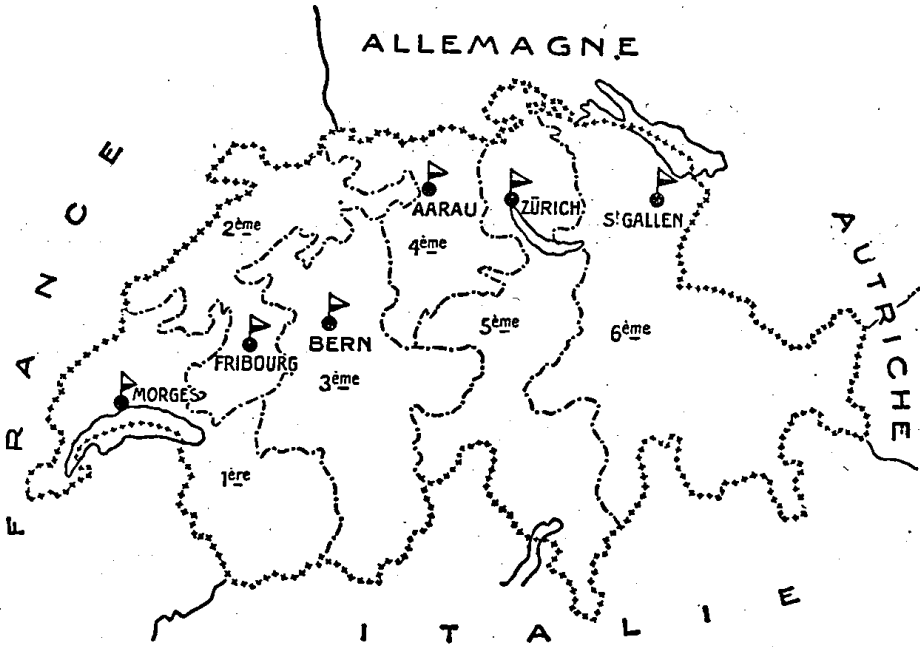 ALLEMAGNE
FRANCE
AUTRICHE
ITALIE
AARAU
ZÜRICH
St GALLEN
2ème
4ème
BERN
5ème
6ème
FRIBOURG
3ème
MORGES
1ère